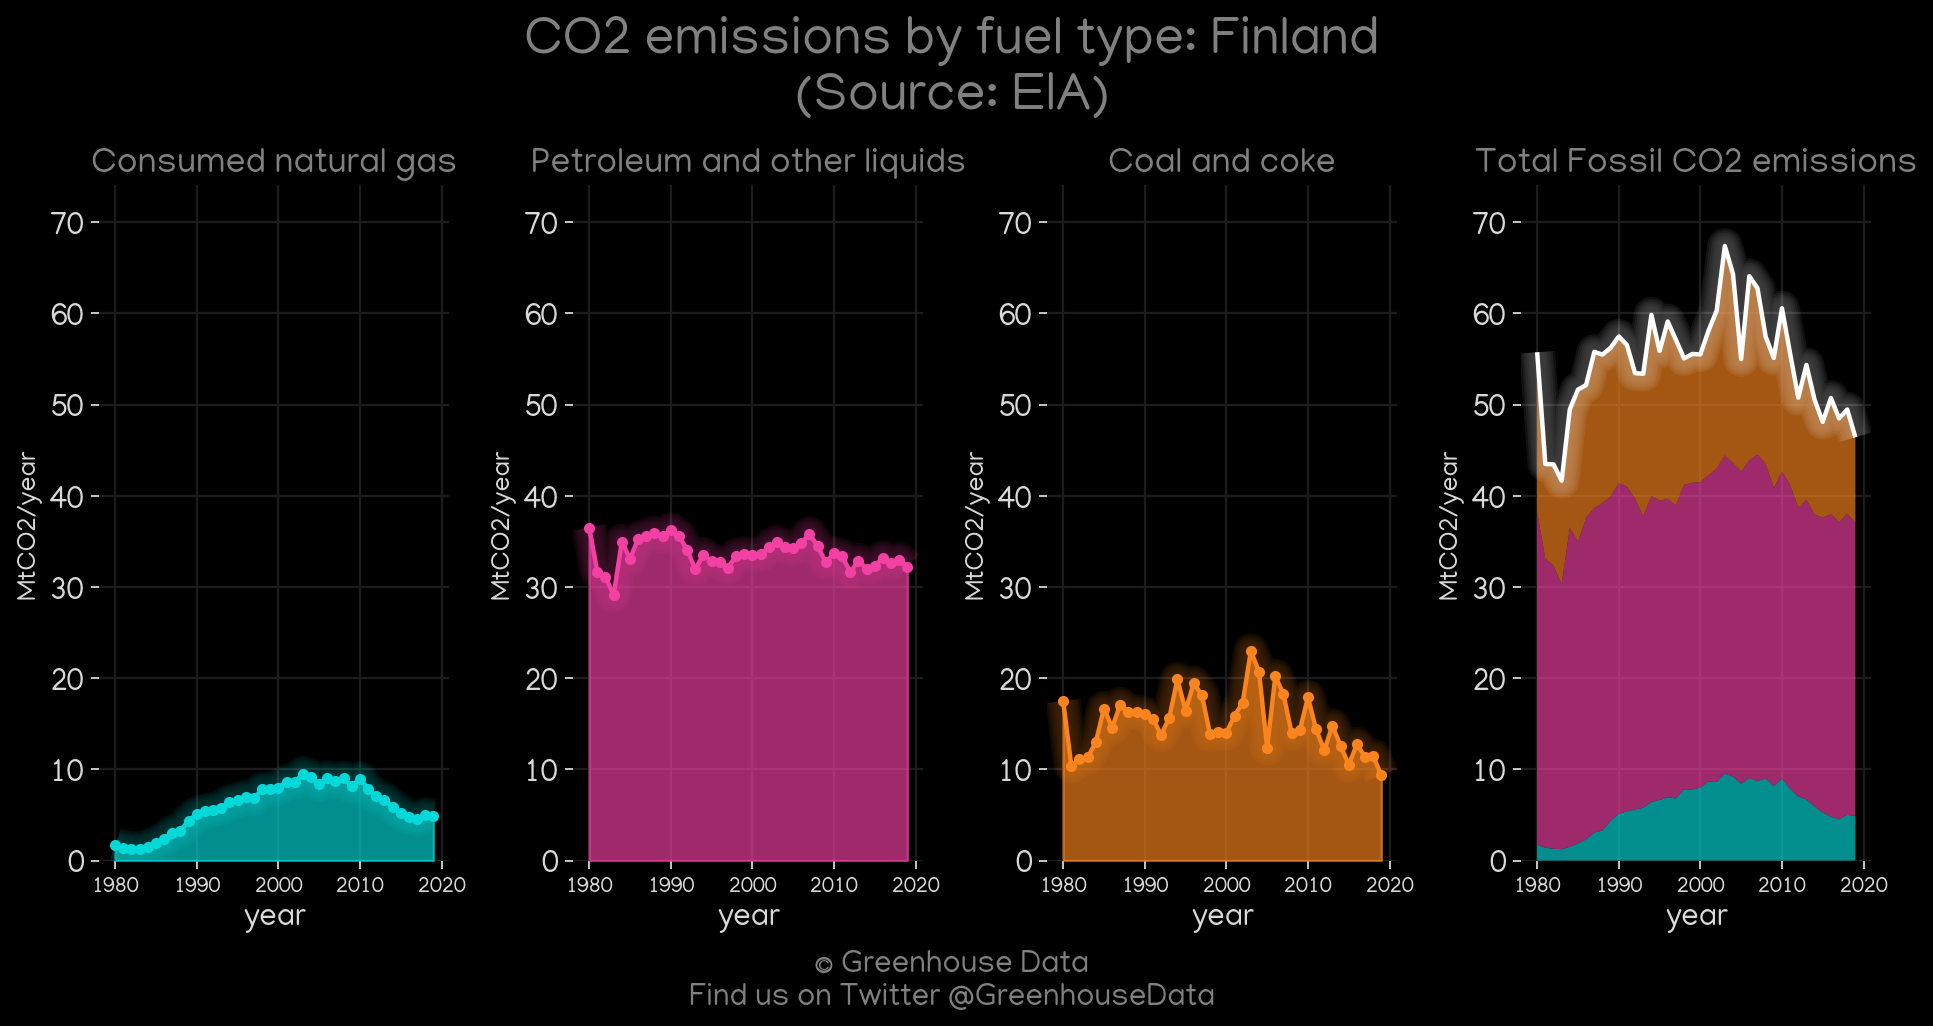 CO2 emissions by fuel type: Finland
(Source: EIA)
Consumed natural gas
70
60
50
40
30
20
10
0
MtCO2/year
1980 1990 2000 2010 2020
year
Petroleum and other liquids
70
60
50
40
30
20
10
0
MtCO2/year
1980 1990 2000 2010 2020
year
Coal and coke
70
60
50
40
30
20
10
0
MtCO2/year
1980 1990 2000 2010 2020
year
Total Fossil CO2 emissions
70
60
50
40
30
20
10
0
MtCO2/year
1980 1990 2000 2010 2020
year
© Greenhouse Data
Find us on Twitter @GreenhouseData